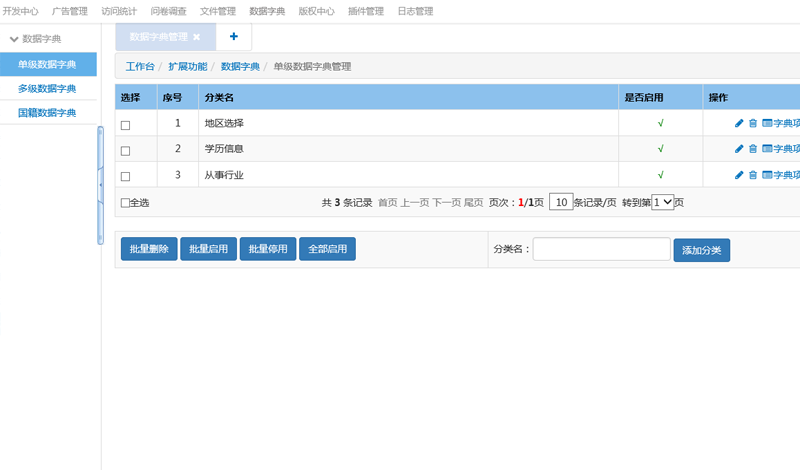 开发中心 广告管理 访问统计 问卷调查 文件管理 数据字典 版权中心 插件管理 日志管理
数据字典
单级数据字典
多级数据字典
国籍数据字典
数据字典管理 ✖ +
工作台 / 扩展功能 / 数据字典 / 单级数据字典管理
选择 序号 分类名 是否启用 操作
1 地区选择 √ 字典项
2 学历信息 √ 字典项
3 从事行业 √ 字典项
全选 共 3 条记录 首页 上一页 下一页 尾页 页次：1/1页 10 条记录/页 转到第 1 页
批量删除 批量启用 批量停用 全部启用 分类名： 添加分类